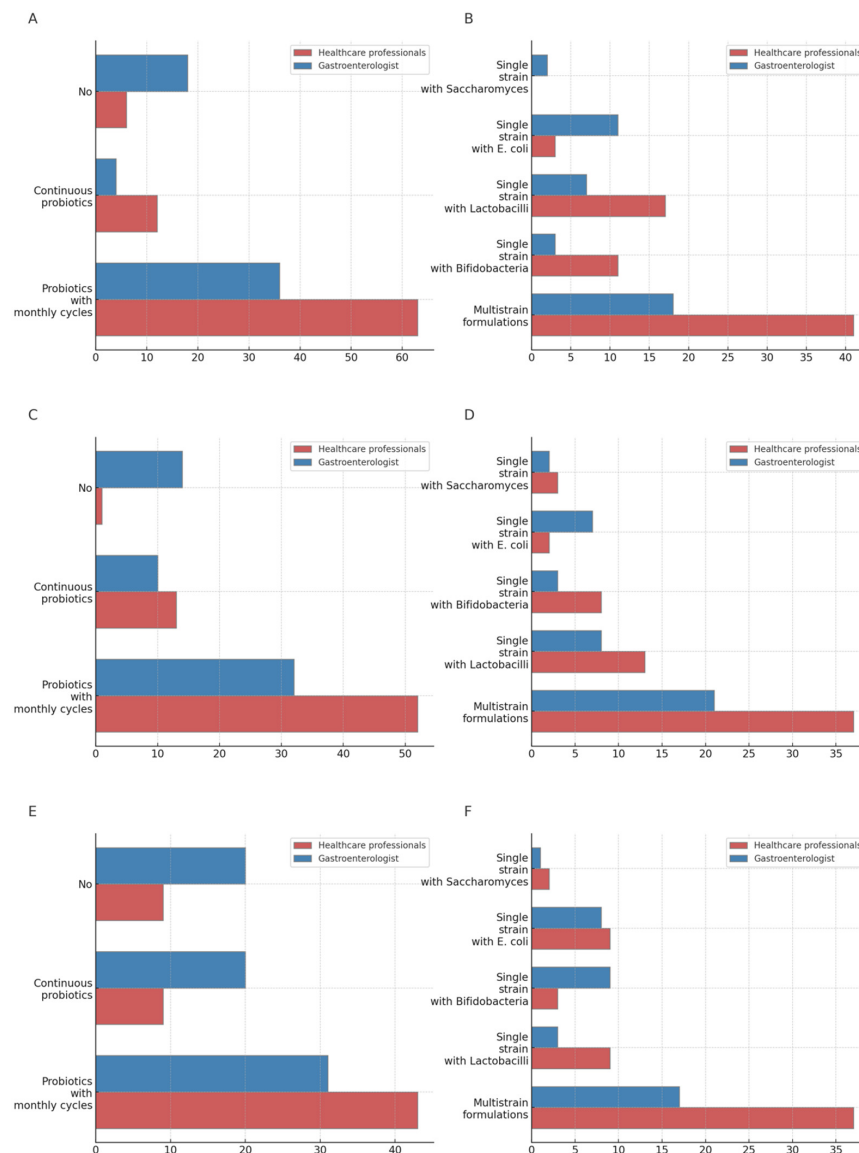 A
Healthcare professionals
Gastroenterologist
No
Continuous
probiotics
Probiotics
with
monthly cycles
0 10 20 30 40 50 60
B
Healthcare professionals
Gastroenterologist
Single
strain
with Saccharomyces
Single
strain
with E. coli
Single
strain
with Lactobacilli
Single
strain
with Bifidobacteria
Multistrain
formulations
0 5 10 15 20 25 30 35 40
C
Healthcare professionals
Gastroenterologist
No
Continuous
probiotics
Probiotics
with
monthly cycles
0 10 20 30 40 50
D
Healthcare professionals
Gastroenterologist
Single
strain
with Saccharomyces
Single
strain
with E. coli
Single
strain
with Bifidobacteria
Single
strain
with Lactobacilli
Multistrain
formulations
0 5 10 15 20 25 30 35
E
Healthcare professionals
Gastroenterologist
No
Continuous
probiotics
Probiotics
with
monthly cycles
0 10 20 30 40
F
Healthcare professionals
Gastroenterologist
Single
strain
with Saccharomyces
Single
strain
with E. coli
Single
strain
with Bifidobacteria
Single
strain
with Lactobacilli
Multistrain
formulations
0 5 10 15 20 25 30 35